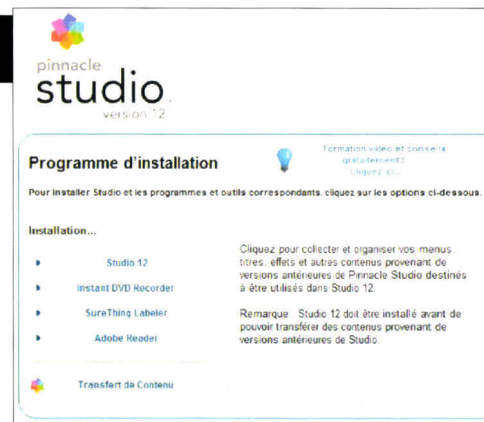 pinnacle
studio
version 12
Formation vidéo et conseils
gratuitement !
Cliquez ici...
Programme d'installation
Pour installer Studio et les programmes et outils correspondants, cliquez sur les options ci-dessous.
Installation...
Studio 12
Instant DVD Recorder
SureThing Labeler
Adobe Reader
Transfert de Contenu
Cliquez pour collecter et organiser vos menus
titres, effets et autres contenus provenant de
versions antérieures de Pinnacle Studio destinés
à être utilisés dans Studio 12.
Remarque : Studio 12 doit être installé avant de
pouvoir transférer des contenus provenant de
versions antérieures de Studio.